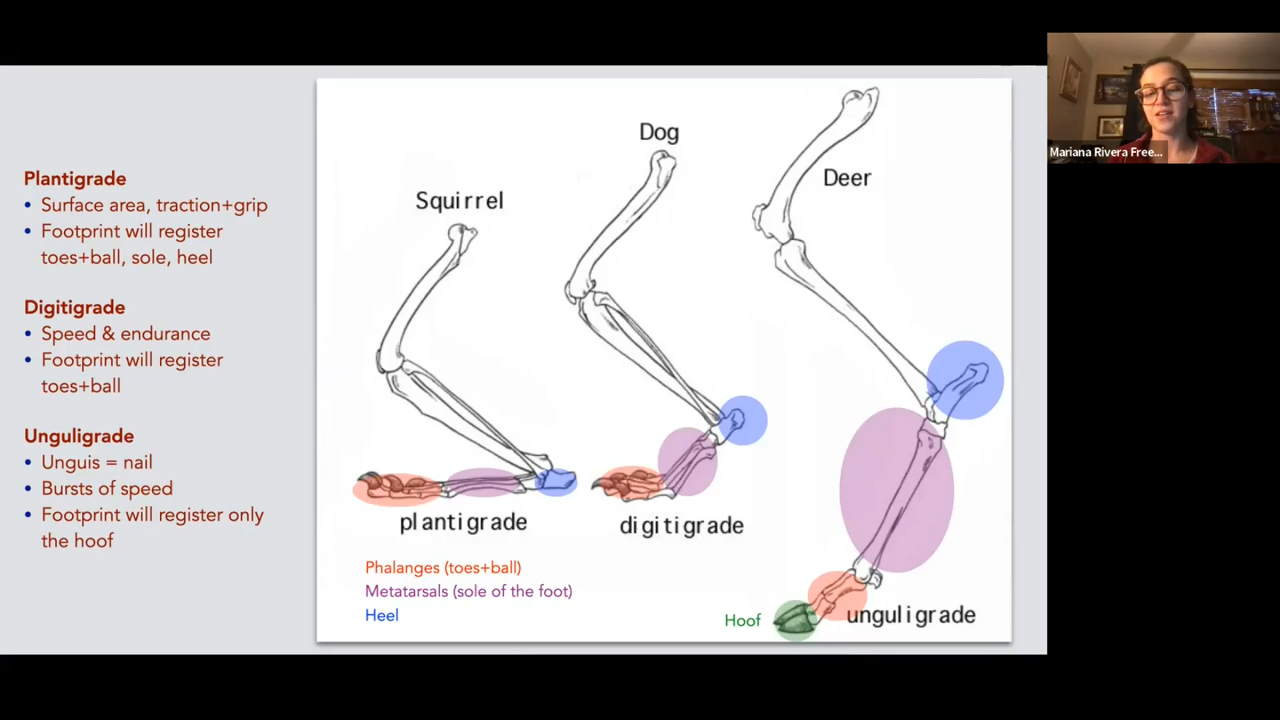 Plantigrade
• Surface area, traction+grip
• Footprint will register
toes+ball, sole, heel
Digitigrade
• Speed & endurance
• Footprint will register
toes+ball
Unguligrade
• Unguis = nail
• Bursts of speed
• Footprint will register only
the hoof
Squirrel
Dog
Deer
plantigrade
digitigrade
unguligrade
Phalanges (toes+ball)
Metatarsals (sole of the foot)
Heel
Hoof
Mariana Rivera Free...